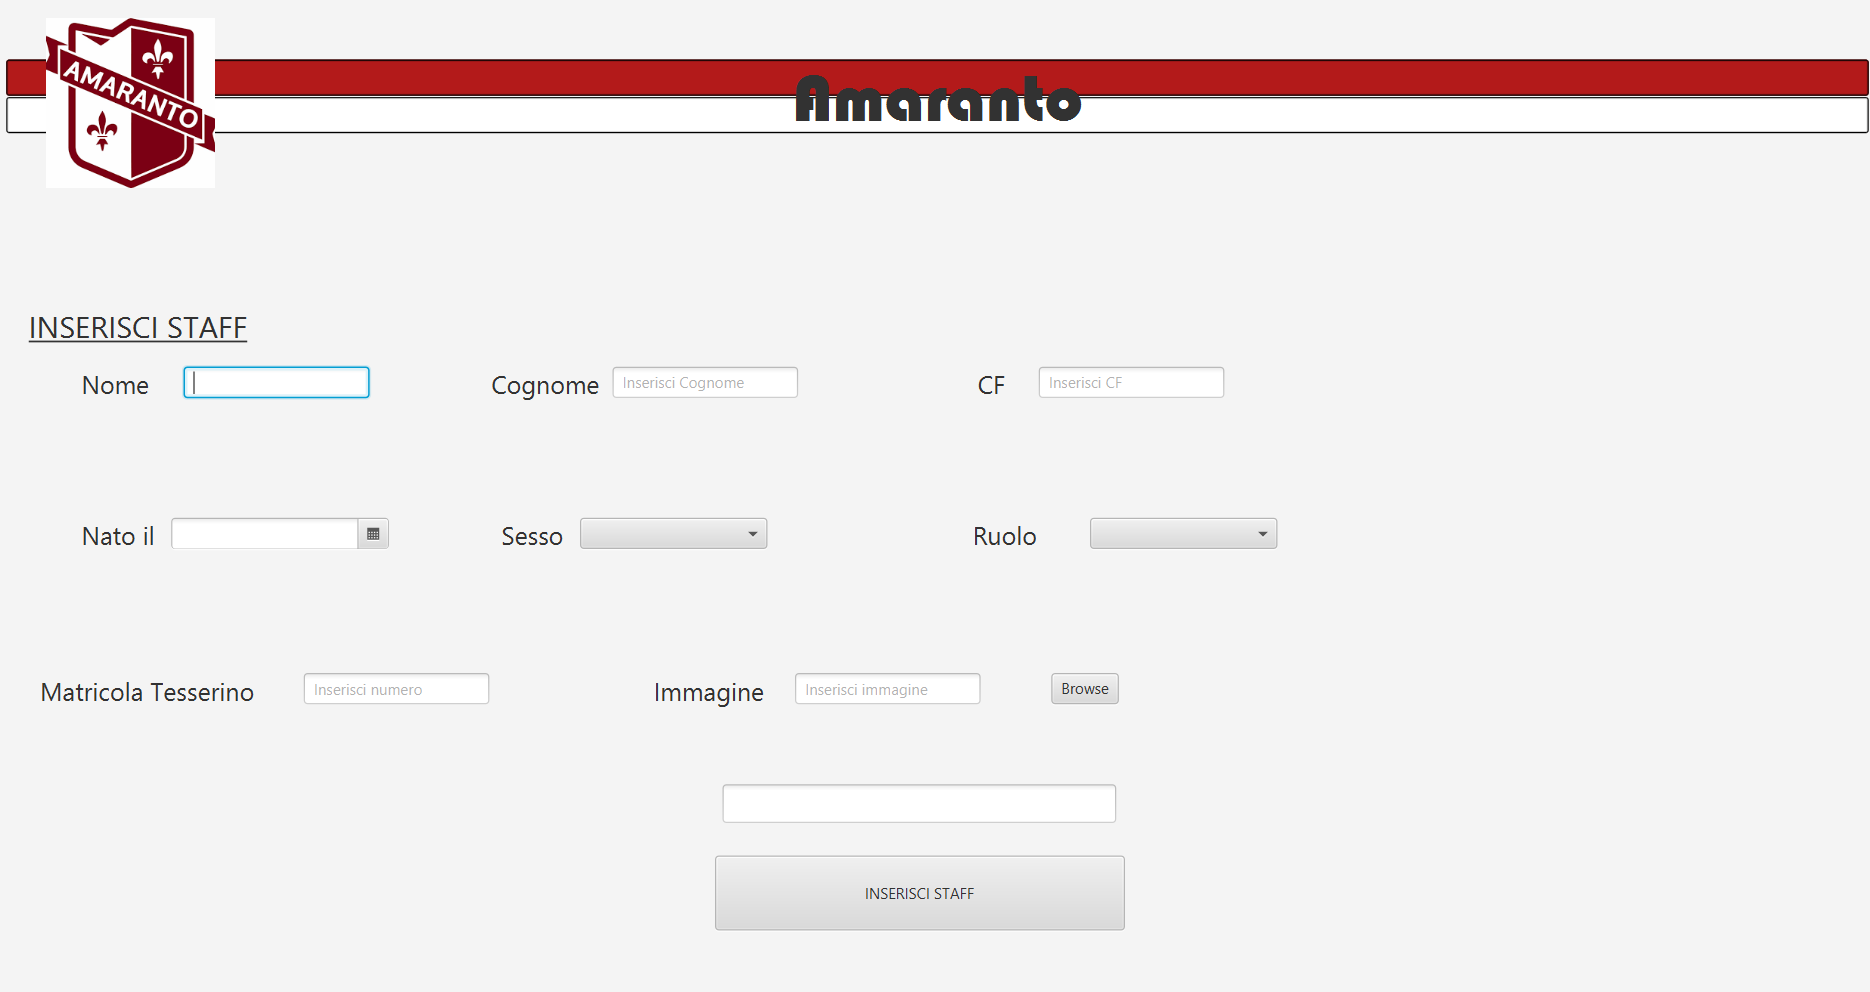 AMARANTO
Amaranto
INSERISCI STAFF
Nome
Cognome Inserisci Cognome
CF Inserisci CF
Nato il
Sesso
Ruolo
Matricola Tesserino Inserisci numero
Immagine Inserisci immagine Browse
INSERISCI STAFF